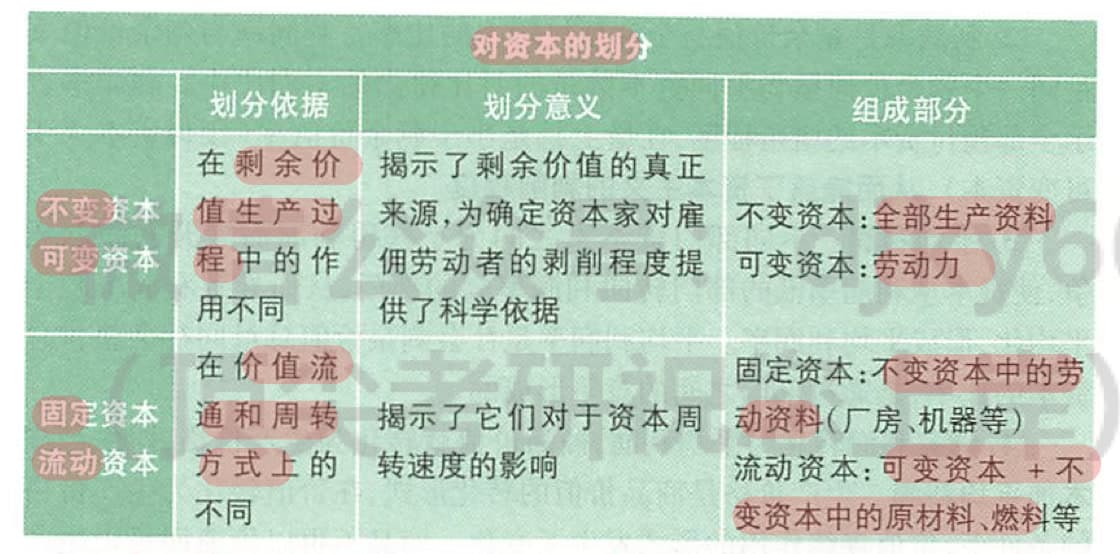 对资本的划分
划分依据
划分意义
组成部分
不变资本
可变资本
在剩余价
值生产过
程中的作
用不同
揭示了剩余价值的真正
来源,为确定资本家对雇
佣劳动者的剥削程度提
供了科学依据
不变资本:全部生产资料
可变资本:劳动力
固定资本
流动资本
在价值流
通和周转
方式上的
不同
揭示了它们对于资本周
转速度的影响
固定资本:不变资本中的劳
动资料(厂房、机器等)
流动资本:可变资本 + 不
变资本中的原材料、燃料等